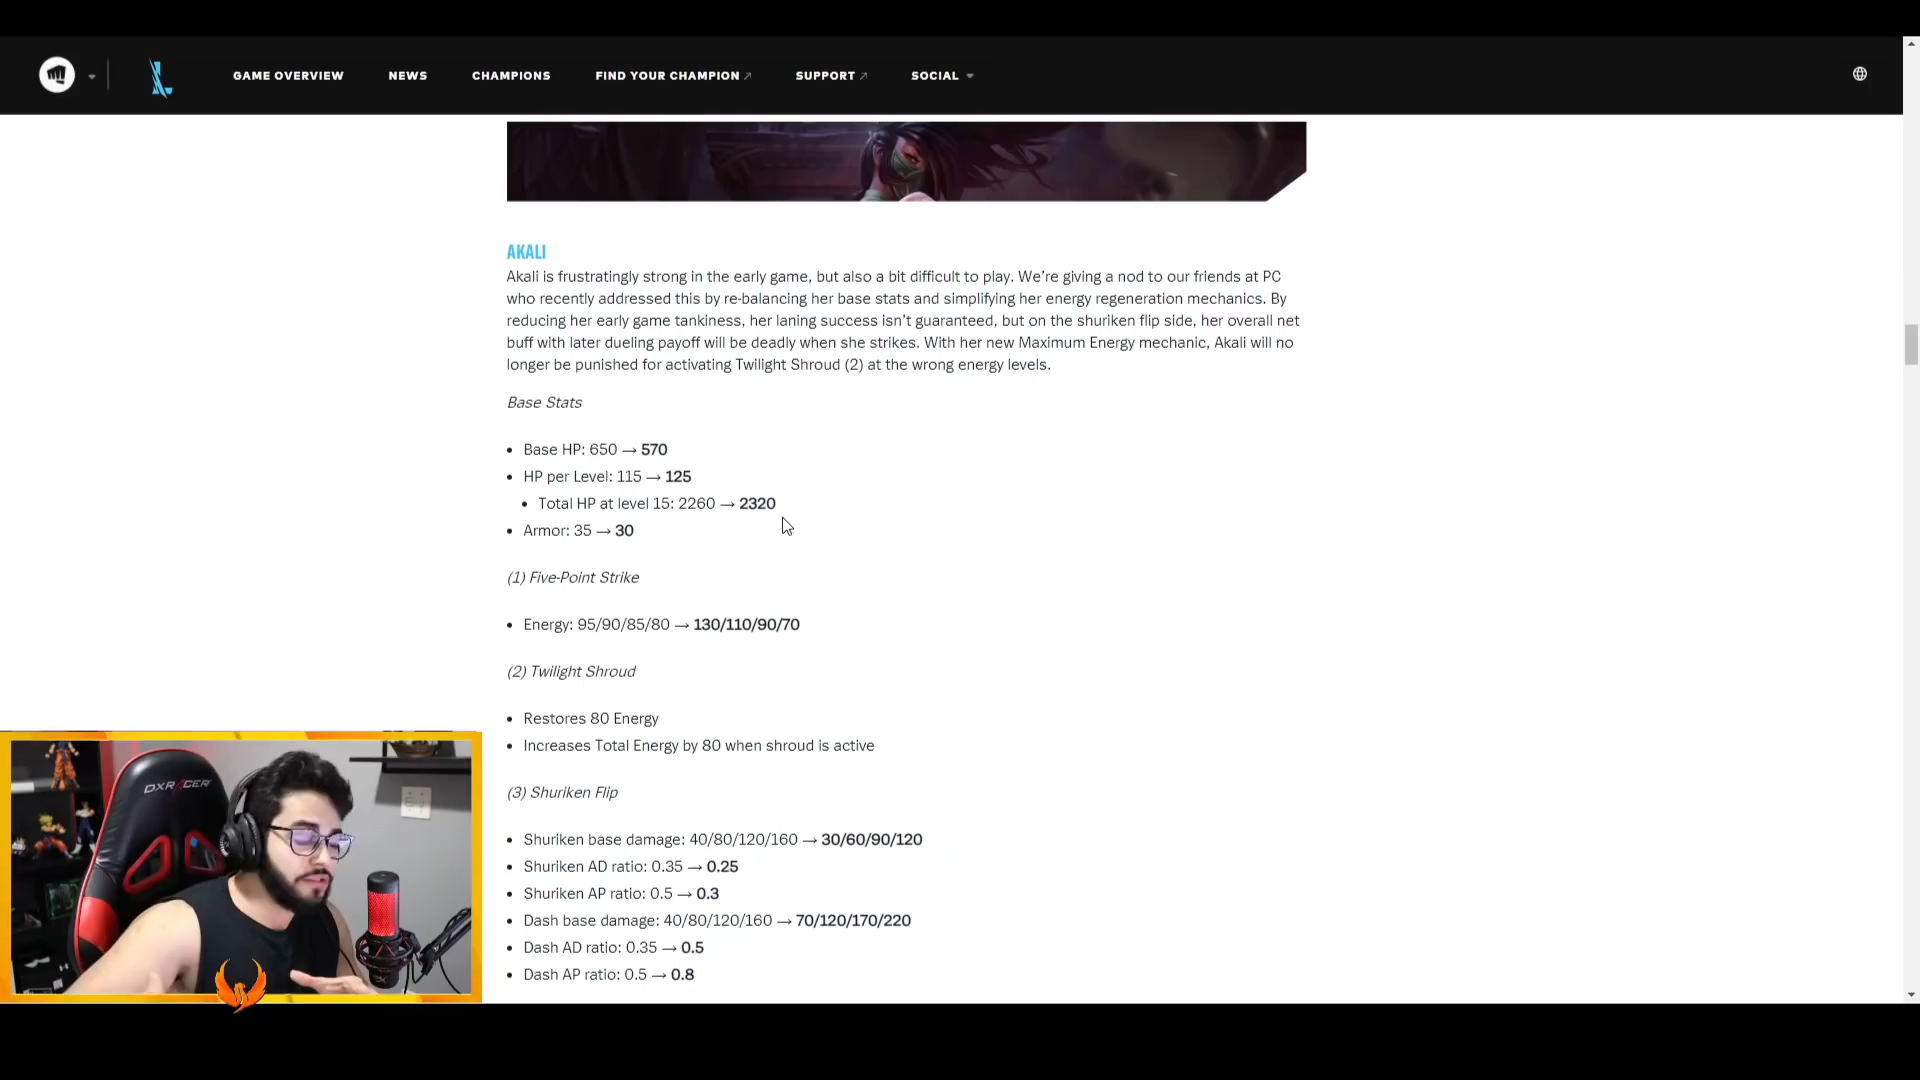 GAME OVERVIEW NEWS CHAMPIONS FIND YOUR CHAMPION SUPPORT SOCIAL
AKALI
Akali is frustratingly strong in the early game, but also a bit difficult to play. We’re giving a nod to our friends at PC
who recently addressed this by re-balancing her base stats and simplifying her energy regeneration mechanics. By
reducing her early game tankiness, her laning success isn’t guaranteed, but on the shuriken flip side, her overall net
buff with later dueling payoff will be deadly when she strikes. With her new Maximum Energy mechanic, Akali will no
longer be punished for activating Twilight Shroud (2) at the wrong energy levels.
Base Stats
• Base HP: 650 → 570
• HP per Level: 115 → 125
• Total HP at level 15: 2260 → 2320
• Armor: 35 → 30
(1) Five-Point Strike
• Energy: 95/90/85/80 → 130/110/90/70
(2) Twilight Shroud
• Restores 80 Energy
• Increases Total Energy by 80 when shroud is active
(3) Shuriken Flip
• Shuriken base damage: 40/80/120/160 → 30/60/90/120
• Shuriken AD ratio: 0.35 → 0.25
• Shuriken AP ratio: 0.5 → 0.3
• Dash base damage: 40/80/120/160 → 70/120/170/220
• Dash AD ratio: 0.35 → 0.5
• Dash AP ratio: 0.5 → 0.8
DXRACER